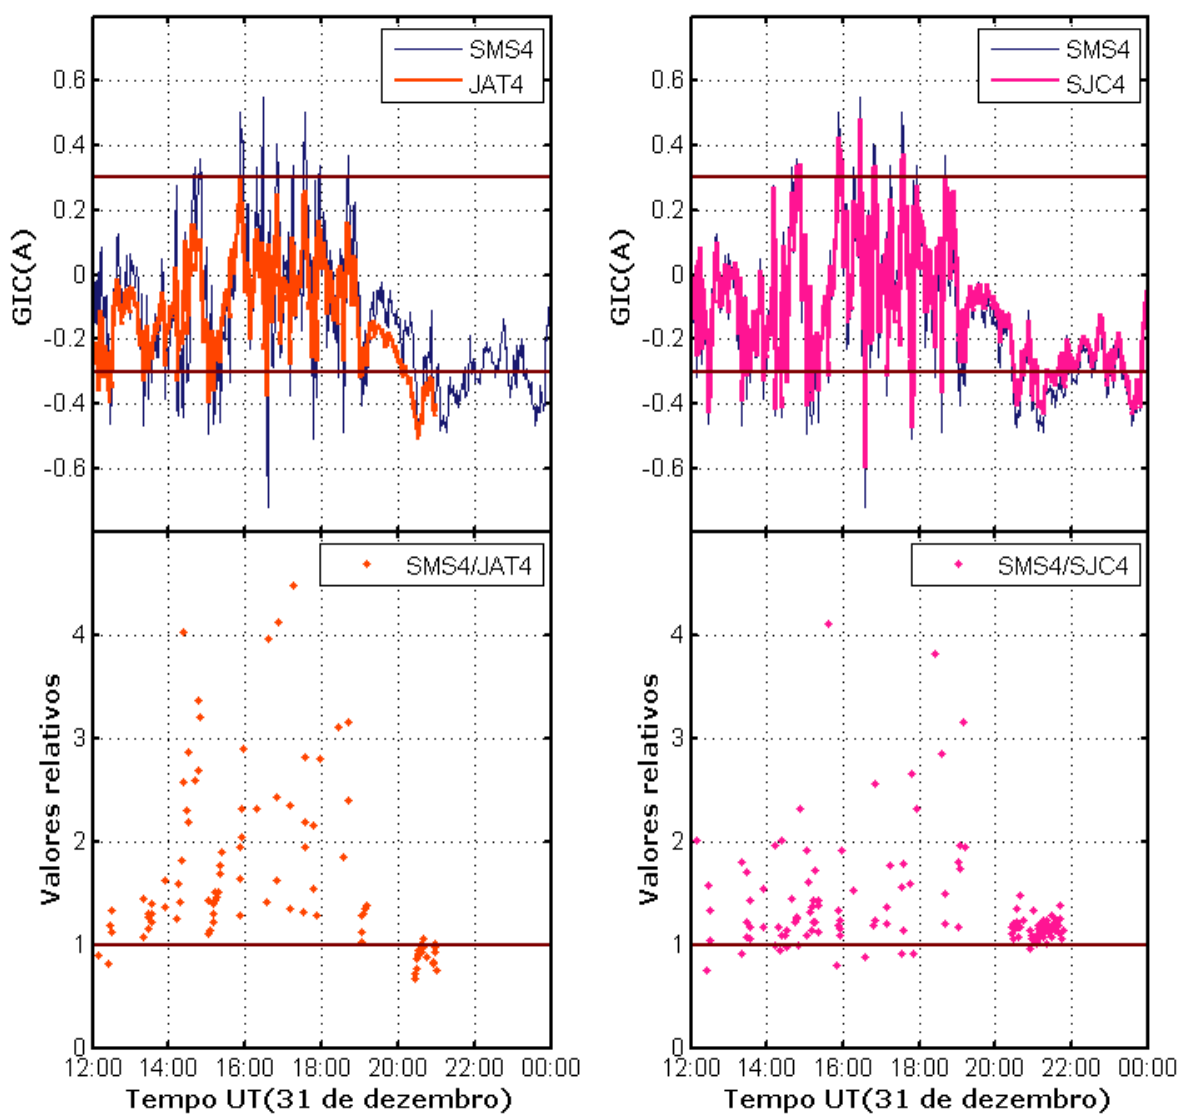 SMS4
JAT4
0.6
0.4
0.2
0
-0.2
-0.4
-0.6
GIC(A)
SMS4
SJC4
0.6
0.4
0.2
0
-0.2
-0.4
-0.6
GIC(A)
SMS4/JAT4
4
3
2
1
0
Valores relativos
12:00 14:00 16:00 18:00 20:00 22:00 00:00
Tempo UT(31 de dezembro)
SMS4/SJC4
4
3
2
1
0
Valores relativos
12:00 14:00 16:00 18:00 20:00 22:00 00:00
Tempo UT(31 de dezembro)